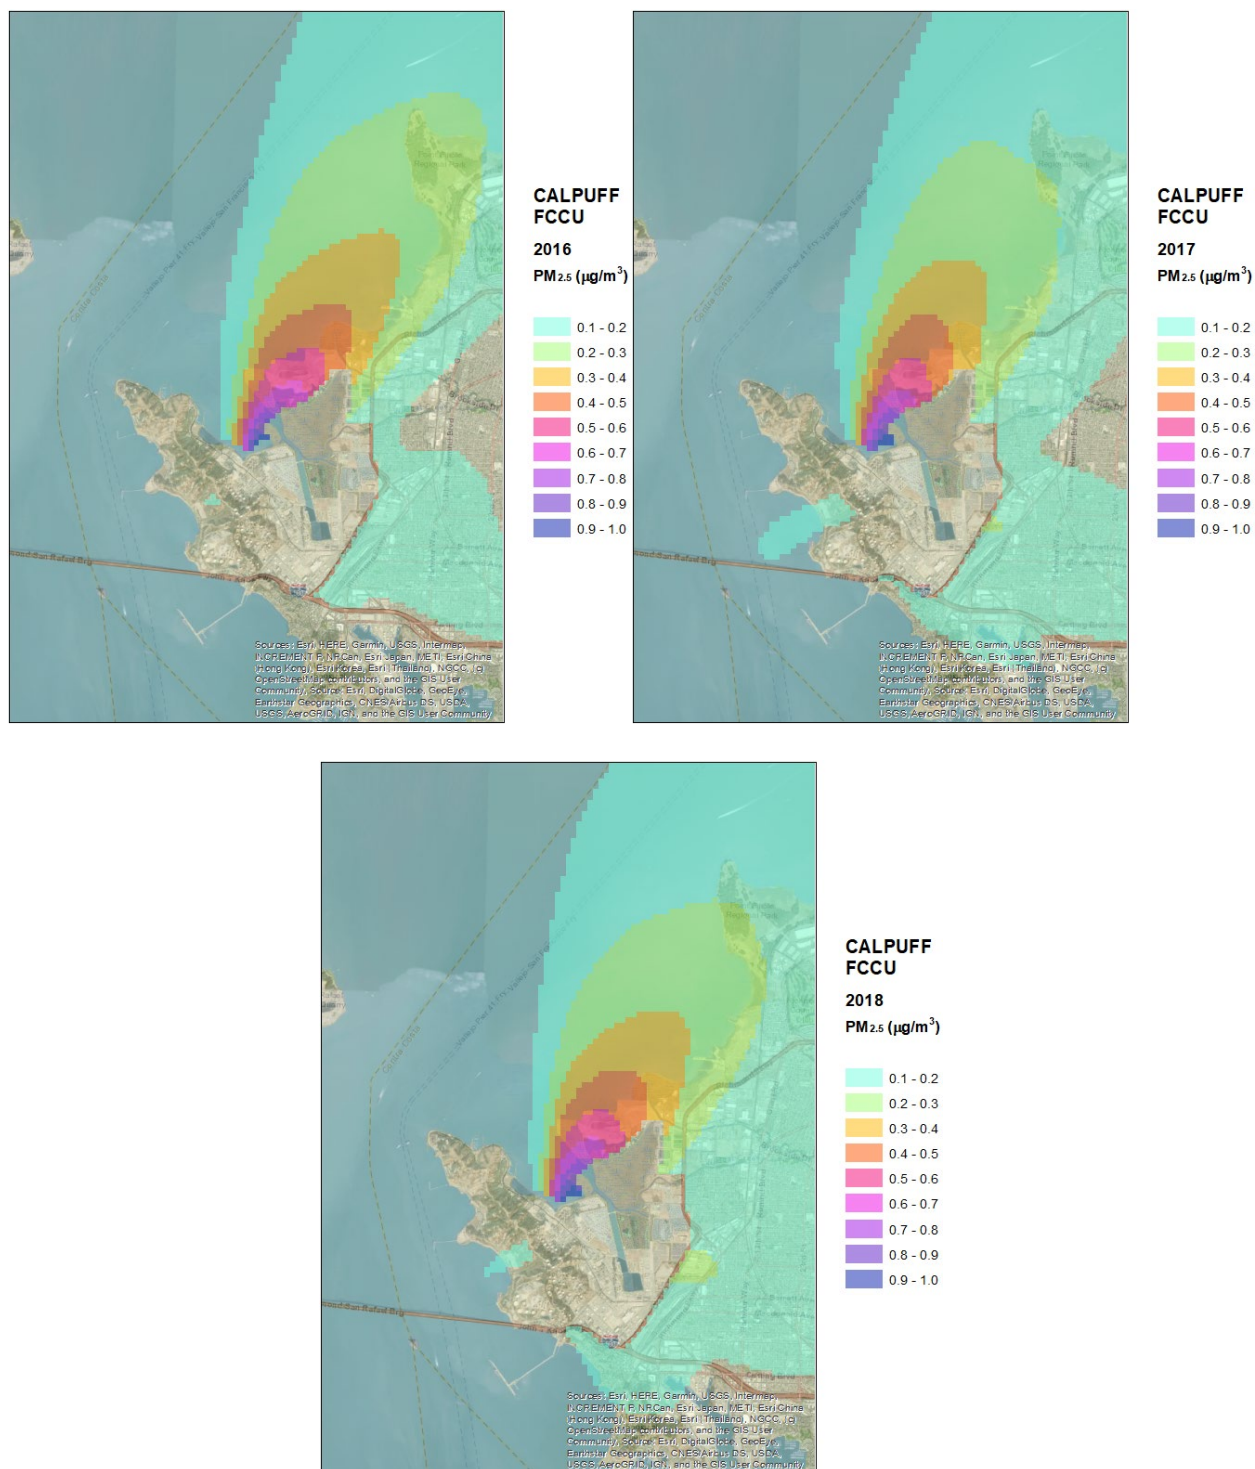 CALPUFF
FCCU
2016
PM2.5 (µg/m³)
0.1 - 0.2
0.2 - 0.3
0.3 - 0.4
0.4 - 0.5
0.5 - 0.6
0.6 - 0.7
0.7 - 0.8
0.8 - 0.9
0.9 - 1.0
Sources: Esri, HERE, Garmin, USGS, Intermap,
INCREMENT P, NRCan, Esri Japan, METI, Esri China
(Hong Kong), Esri Korea, Esri (Thailand), NGCC, (c)
OpenStreetMap contributors, and the GIS User
Community, Source: Esri, DigitalGlobe, GeoEye,
Earthstar Geographics, CNES/Airbus DS, USDA,
USGS, AeroGRID, IGN, and the GIS User Community
CALPUFF
FCCU
2017
PM2.5 (µg/m³)
0.1 - 0.2
0.2 - 0.3
0.3 - 0.4
0.4 - 0.5
0.5 - 0.6
0.6 - 0.7
0.7 - 0.8
0.8 - 0.9
0.9 - 1.0
Sources: Esri, HERE, Garmin, USGS, Intermap,
INCREMENT P, NRCan, Esri Japan, METI, Esri China
(Hong Kong), Esri Korea, Esri (Thailand), NGCC, (c)
OpenStreetMap contributors, and the GIS User
Community, Source: Esri, DigitalGlobe, GeoEye,
Earthstar Geographics, CNES/Airbus DS, USDA,
USGS, AeroGRID, IGN, and the GIS User Community
CALPUFF
FCCU
2018
PM2.5 (µg/m³)
0.1 - 0.2
0.2 - 0.3
0.3 - 0.4
0.4 - 0.5
0.5 - 0.6
0.6 - 0.7
0.7 - 0.8
0.8 - 0.9
0.9 - 1.0
Sources: Esri, HERE, Garmin, USGS, Intermap,
INCREMENT P, NRCan, Esri Japan, METI, Esri China
(Hong Kong), Esri Korea, Esri (Thailand), NGCC, (c)
OpenStreetMap contributors, and the GIS User
Community, Source: Esri, DigitalGlobe, GeoEye,
Earthstar Geographics, CNES/Airbus DS, USDA,
USGS, AeroGRID, IGN, and the GIS User Community